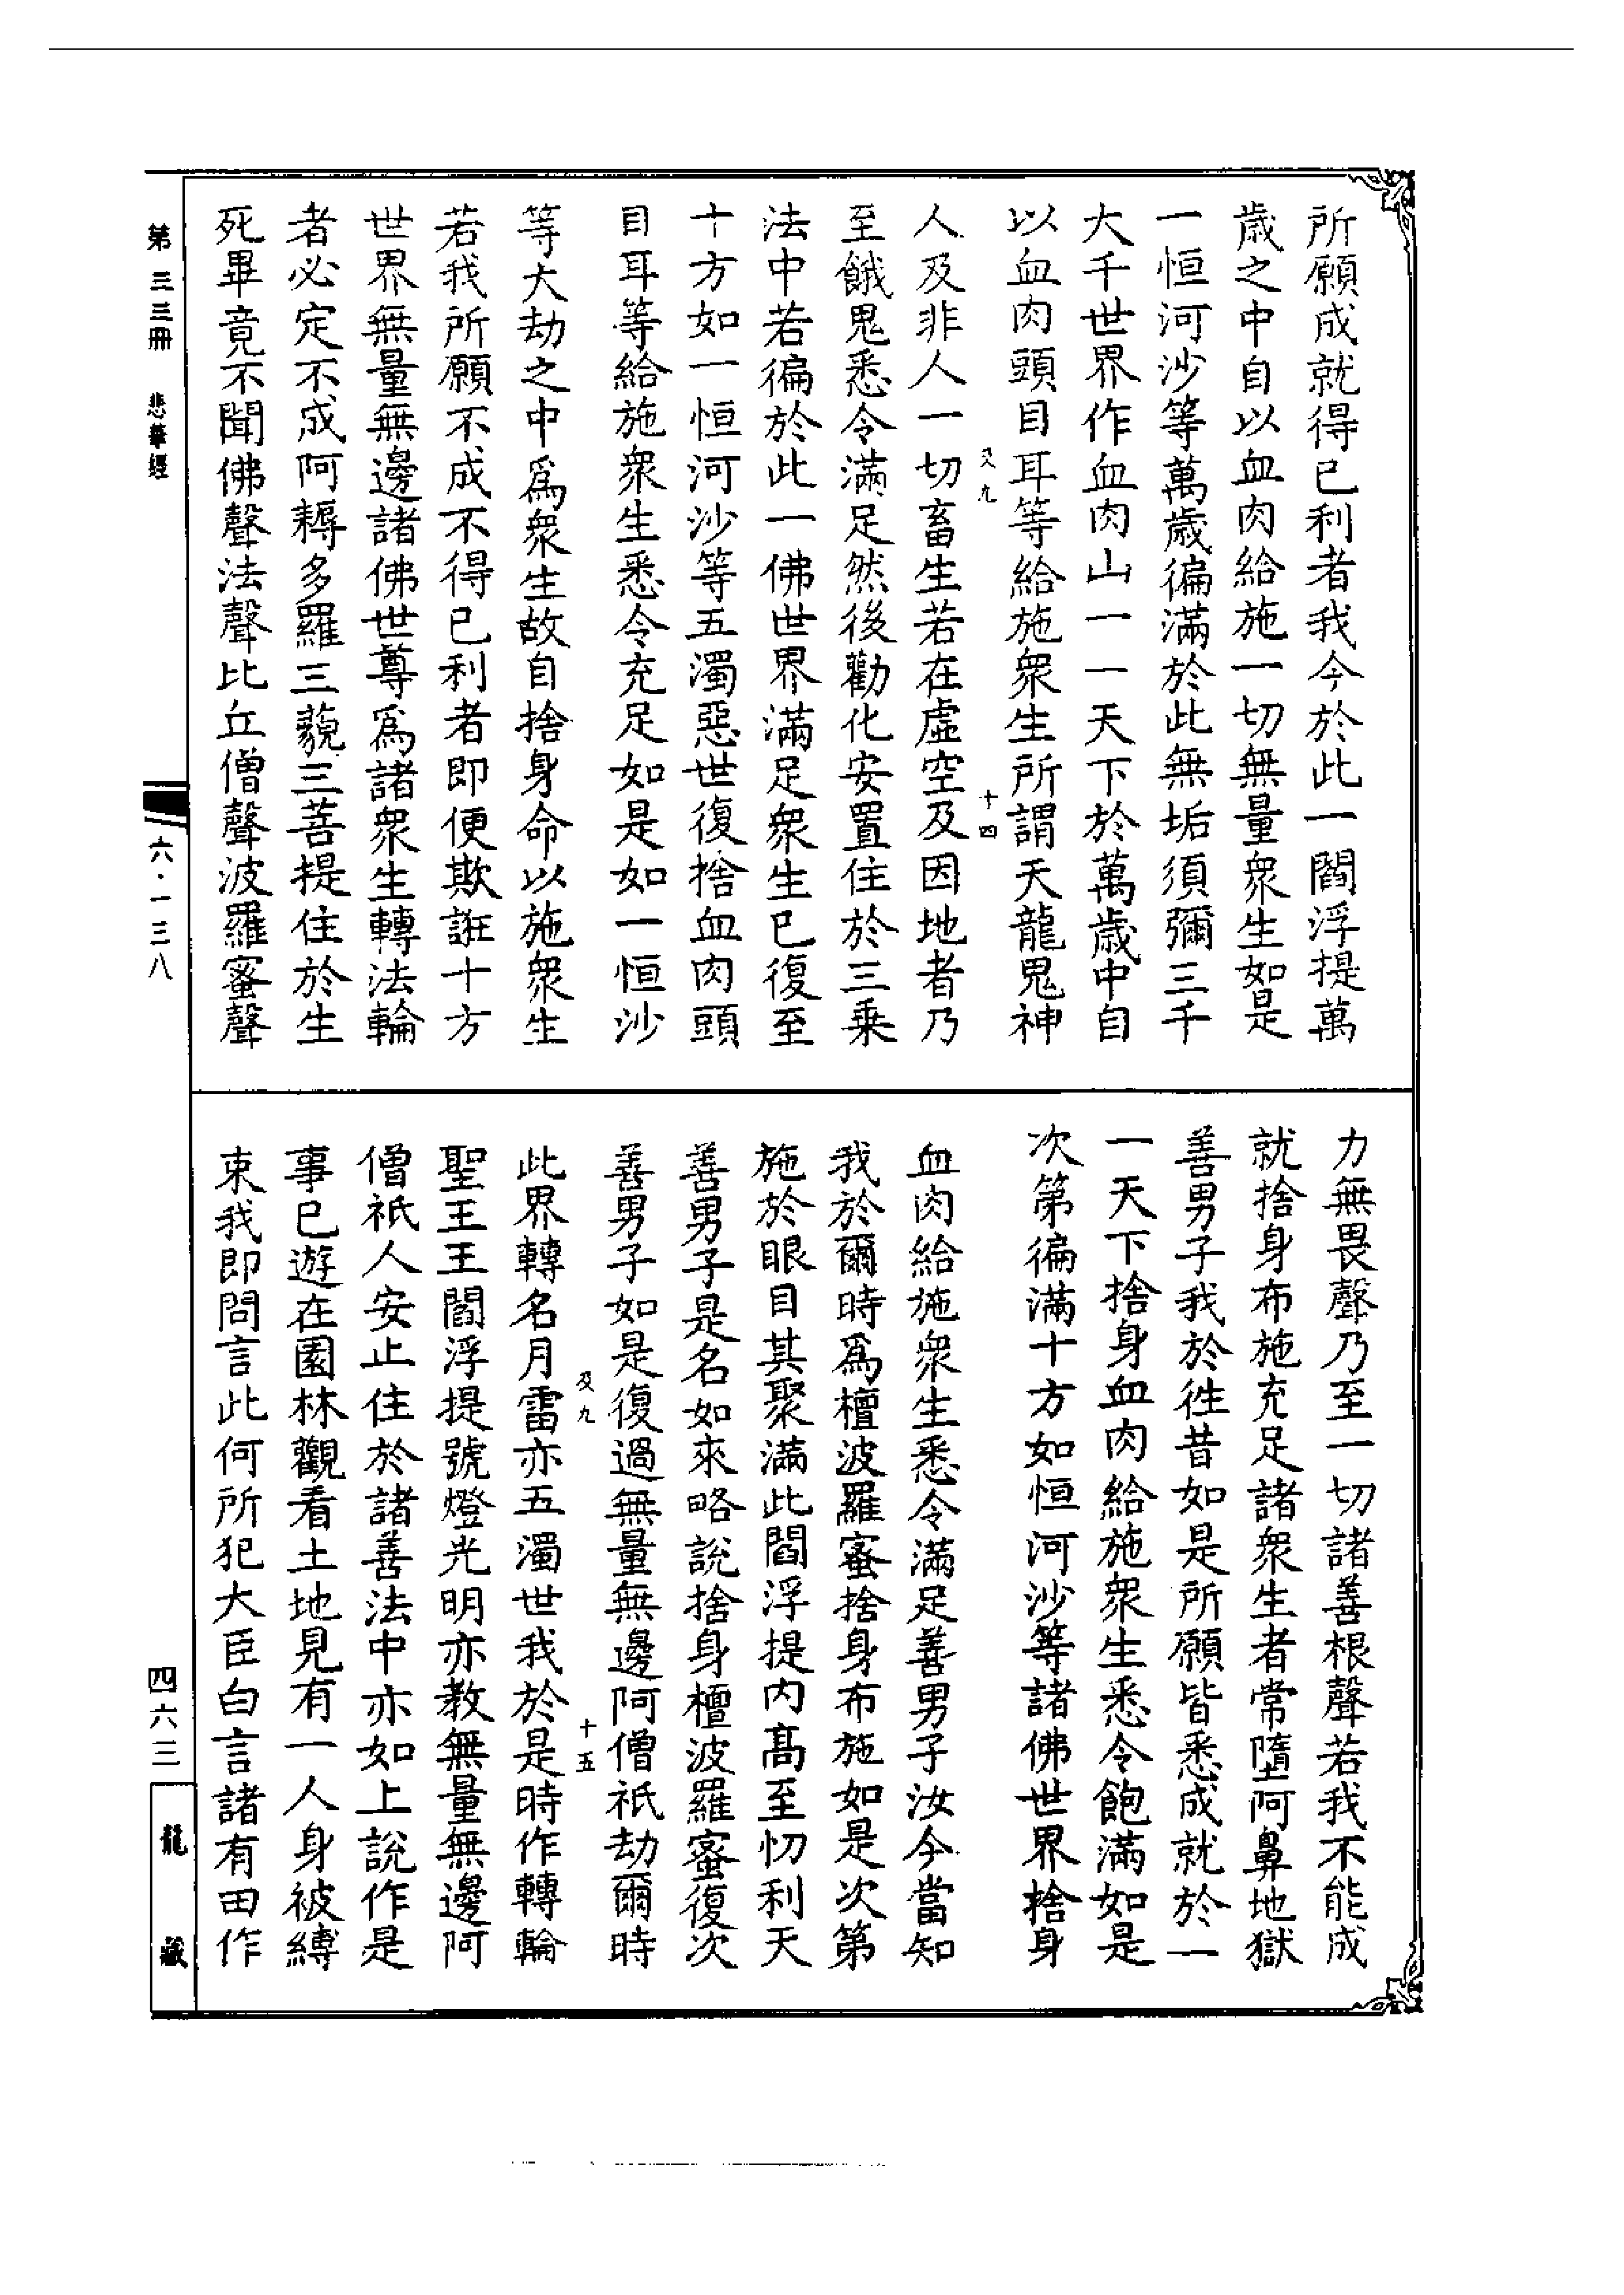 所願成就得已利者我今於此一閻浮提萬
歲之中自以血肉給施一切無量衆生如是
一恒河沙等萬歲徧滿於此無垢須彌三千
大千世界作血肉山一一天下於萬歲中自
以血肉頭目耳等給施衆生所謂天龍鬼神
及九
十四
人及非人一切畜生若在虛空及因地者乃
至餓鬼悉令滿足然後勸化安置住於三乗
法中若徧於此一佛世界滿足衆生已復至
十方如一恒河沙等五濁惡世復捨血肉頭
目耳等給施衆生悉令充足如是如一恒沙
等大劫之中爲衆生故自捨身命以施衆生
若我所願不成不得已利者即便欺誑十方
世界無量無邊諸佛世尊爲諸衆生轉法輪
者必定不成阿耨多羅三藐三菩提住於生
死畢竟不聞佛聲法聲比丘僧聲波羅蜜聲
力無畏聲乃至一切諸善根聲若我不能成
就捨身布施充足諸衆生者常墮阿鼻地獄
善男子我於徃昔如是所願皆悉成就於一
一天下捨身血肉給施衆生悉令飽滿如是
次第徧滿十方如恒河沙等諸佛世界捨身
血肉給施衆生悉令滿足善男子汝今當知
我於爾時爲檀波羅蜜捨身布施如是次第
施於眼目其聚滿此閻浮提内高至忉利天
善男子是名如來略說捨身檀波羅蜜復次
善男子如是復過無量無邊阿僧祇劫爾時
及九
十五
此界轉名月雷亦五濁世我於是時作轉輪
聖王王閻浮提號燈光明亦教無量無邊阿
僧祇人安止住於諸善法中亦如上說作是
事已遊在園林觀看土地見有一人身被縛
束我即問言此何所犯大臣白言諸有田作
第三三冊 悲華經
六·一三八
四六三
龍藏